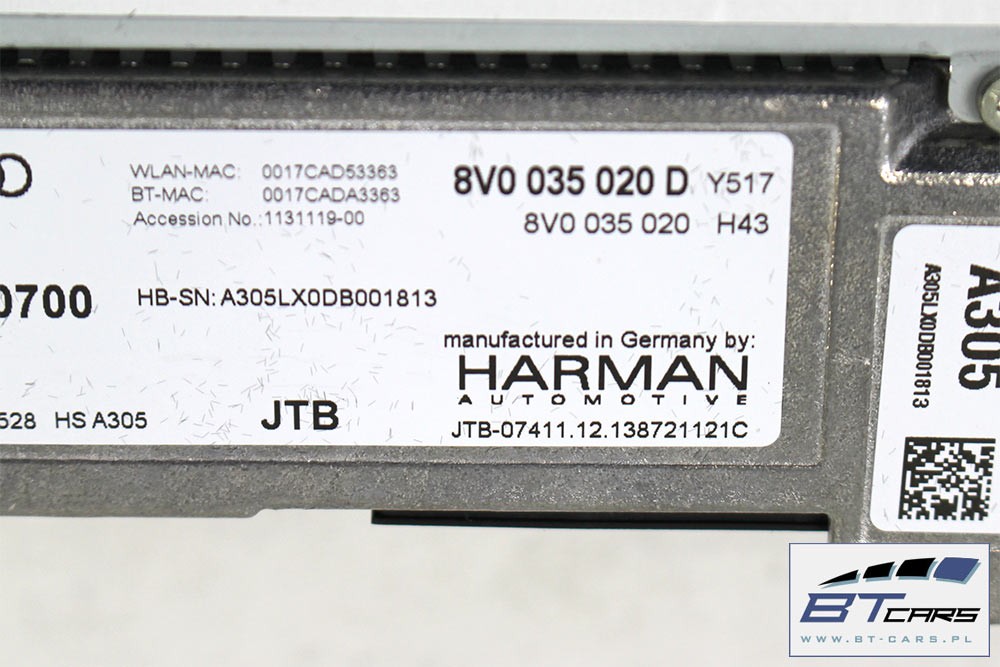 WLAN-MAC: 0017CAD53363
BT-MAC: 0017CADA3363
Accession No.: 1131119-00
8V0 035 020 D Y517
8V0 035 020 H43
0700
HB-SN: A305LX0DB001813
manufactured in Germany by:
HARMAN
AUTOMOTIVE
528 HS A305
JTB
JTB-07411.12.138721121C
A305
A305LX0DB001813
BT CARS
WWW.BT-CARS.PL